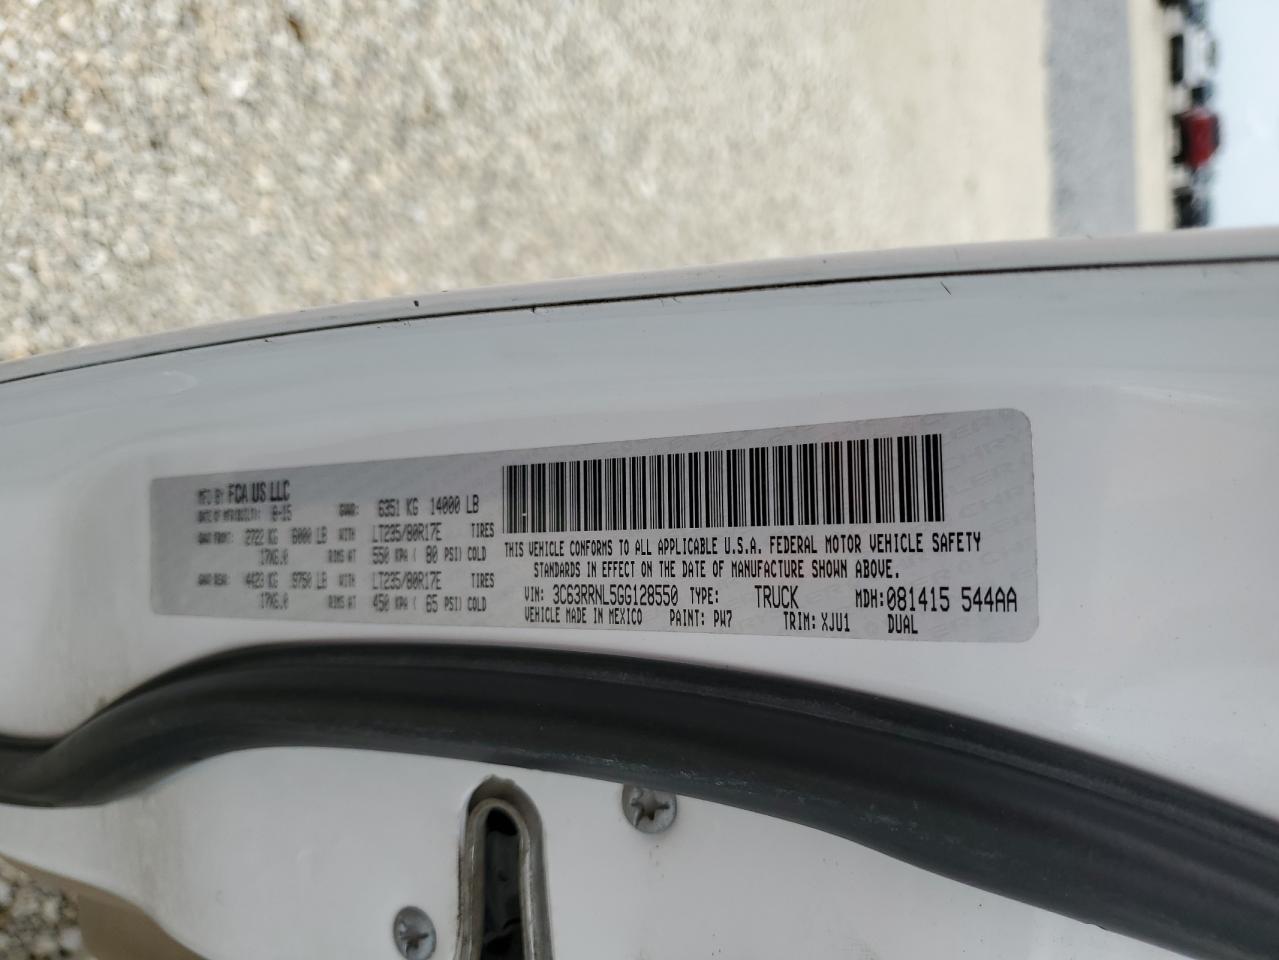 MFD BY FCA US LLC
DATE OF MFR: 8-15 GVWR: 6351 KG 14000 LB
GAWR FRONT: 2722 KG 6000 LB WITH LT235/80R17E TIRES
17X6.0 RIMS AT 550 KPA ( 80 PSI) COLD
GAWR REAR: 4423 KG 9750 LB WITH LT235/80R17E TIRES
17X6.0 RIMS AT 450 KPA ( 65 PSI) COLD
THIS VEHICLE CONFORMS TO ALL APPLICABLE U.S.A. FEDERAL MOTOR VEHICLE SAFETY
STANDARDS IN EFFECT ON THE DATE OF MANUFACTURE SHOWN ABOVE.
VIN: 3C63RRNL5GG128550 TYPE: TRUCK MDH: 081415 544AA
VEHICLE MADE IN MEXICO PAINT: PW7 TRIM: XJU1 DUAL